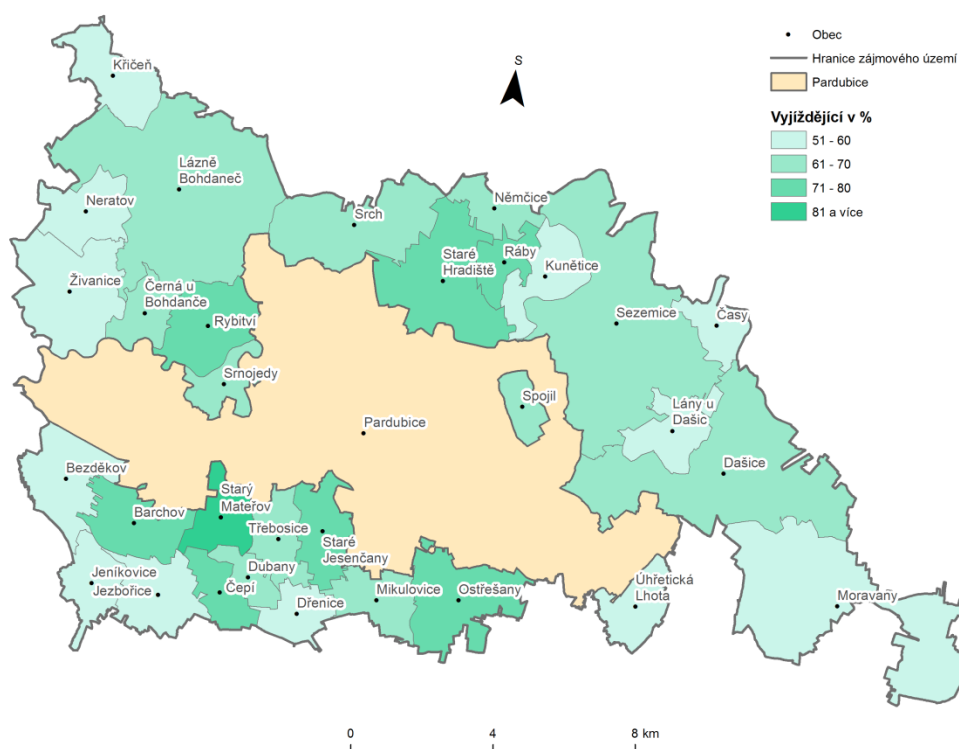 S
Obec
Hranice zájmového území
Pardubice
Vyjíždějící v %
51 - 60
61 - 70
71 - 80
81 a více
Křičeň
Lázně
Bohdaneč
Neratov
Němčice
Srch
Živanice
Černá u
Bohdanče
Rybitví
Staré
Hradiště
Ráby
Kunětice
Sezemice
Časy
Srnojedy
Spojil
Pardubice
Lány u
Dašic
Dašice
Bezděkov
Barchov
Starý
Mateřov
Třebosice
Staré
Jesenčany
Jeníkovice
Jezbořice
Dubany
Čepí
Dřenice
Mikulovice
Ostřešany
Úhřetická
Lhota
Moravany
0
4
8 km